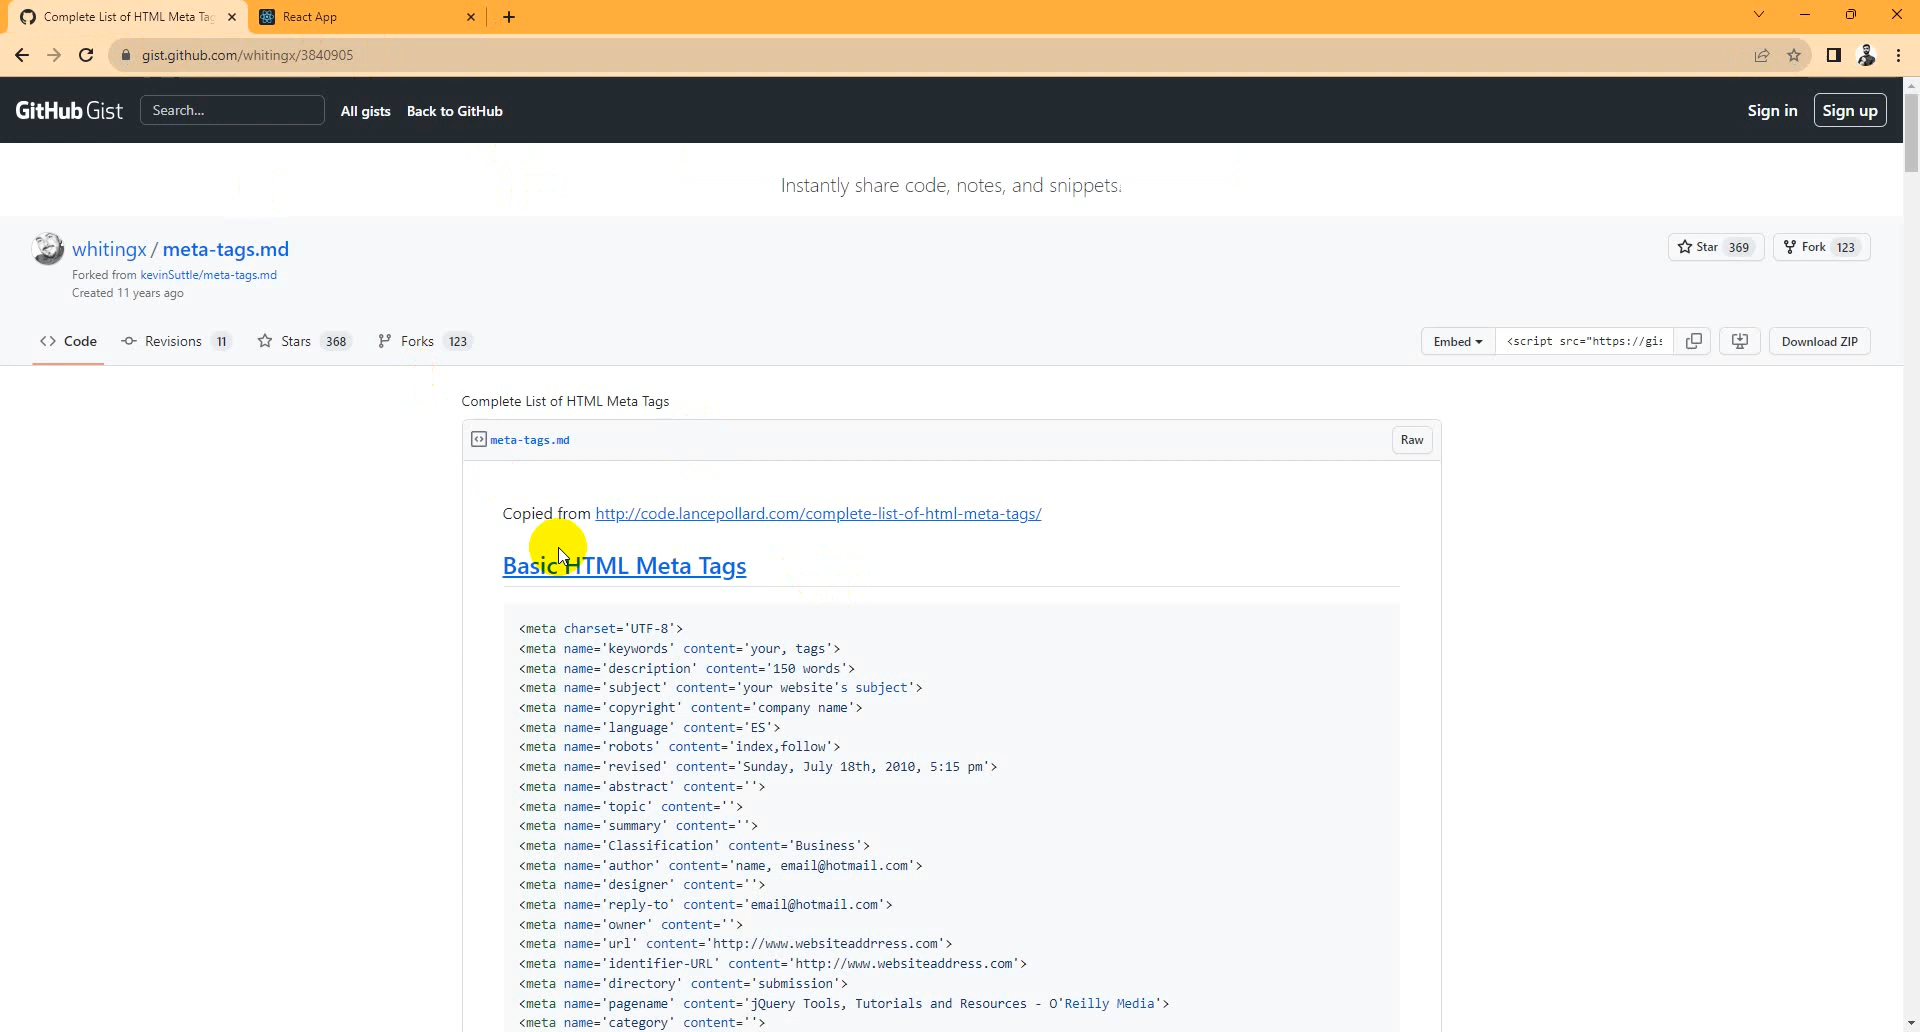 Complete List of HTML Meta Tag
React App
gist.github.com/whitingx/3840905
GitHub Gist
Search...
All gists
Back to GitHub
Sign in
Sign up
Instantly share code, notes, and snippets.
whitingx / meta-tags.md
Forked from kevinSuttle/meta-tags.md
Created 11 years ago
Star 369
Fork 123
Code
Revisions 11
Stars 368
Forks 123
Embed
<script src="https://gis
Download ZIP
Complete List of HTML Meta Tags
meta-tags.md
Raw
Copied from http://code.lancepollard.com/complete-list-of-html-meta-tags/
Basic HTML Meta Tags
<meta charset='UTF-8'>
<meta name='keywords' content='your, tags'>
<meta name='description' content='150 words'>
<meta name='subject' content='your website's subject'>
<meta name='copyright' content='company name'>
<meta name='language' content='ES'>
<meta name='robots' content='index,follow'>
<meta name='revised' content='Sunday, July 18th, 2010, 5:15 pm'>
<meta name='abstract' content=''>
<meta name='topic' content=''>
<meta name='summary' content=''>
<meta name='Classification' content='Business'>
<meta name='author' content='name, email@hotmail.com'>
<meta name='designer' content=''>
<meta name='reply-to' content='email@hotmail.com'>
<meta name='owner' content=''>
<meta name='url' content='http://www.websiteaddrress.com'>
<meta name='identifier-URL' content='http://www.websiteaddress.com'>
<meta name='directory' content='submission'>
<meta name='pagename' content='jQuery Tools, Tutorials and Resources - O'Reilly Media'>
<meta name='category' content=''>